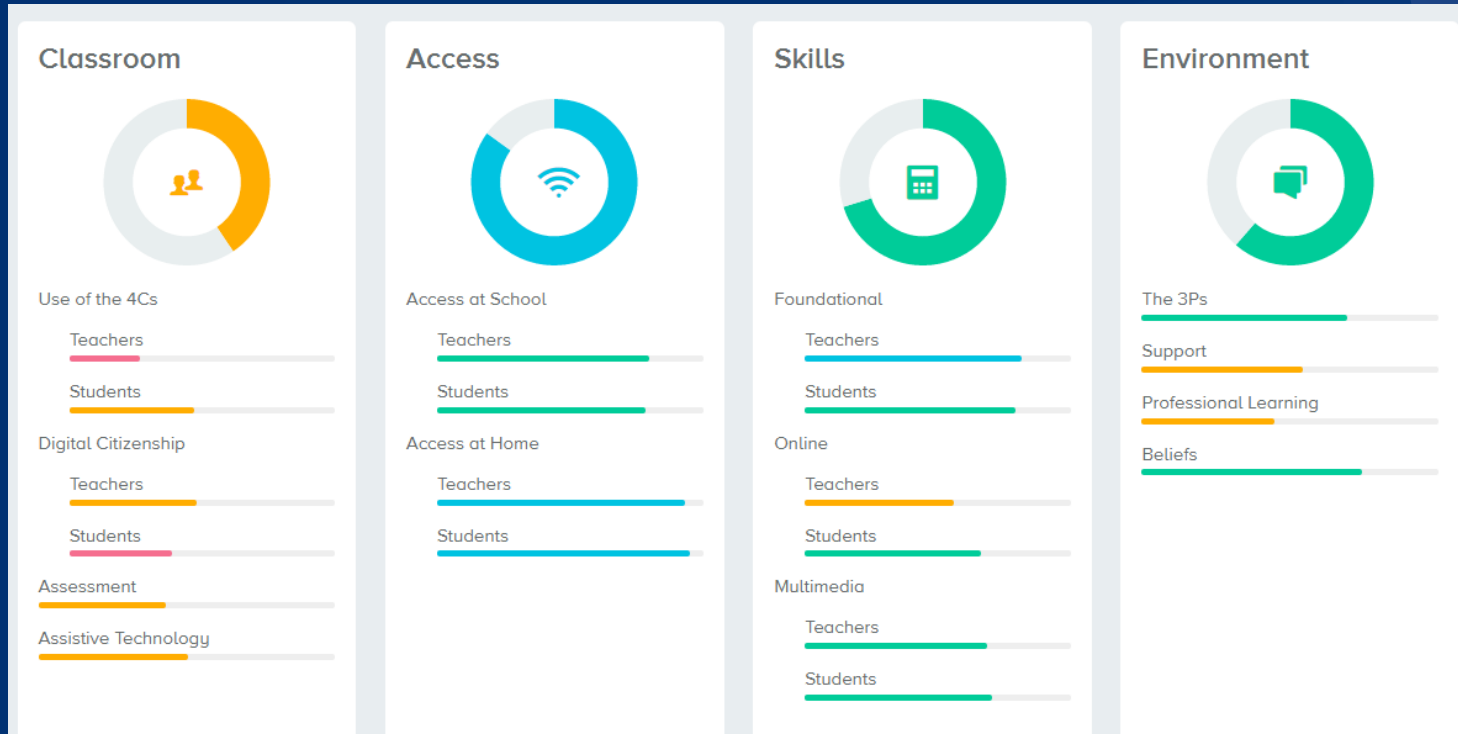 Classroom
Use of the 4Cs
Teachers
Students
Digital Citizenship
Teachers
Students
Assessment
Assistive Technology
Access
Access at School
Teachers
Students
Access at Home
Teachers
Students
Skills
Foundational
Teachers
Students
Online
Teachers
Students
Multimedia
Teachers
Students
Environment
The 3Ps
Support
Professional Learning
Beliefs